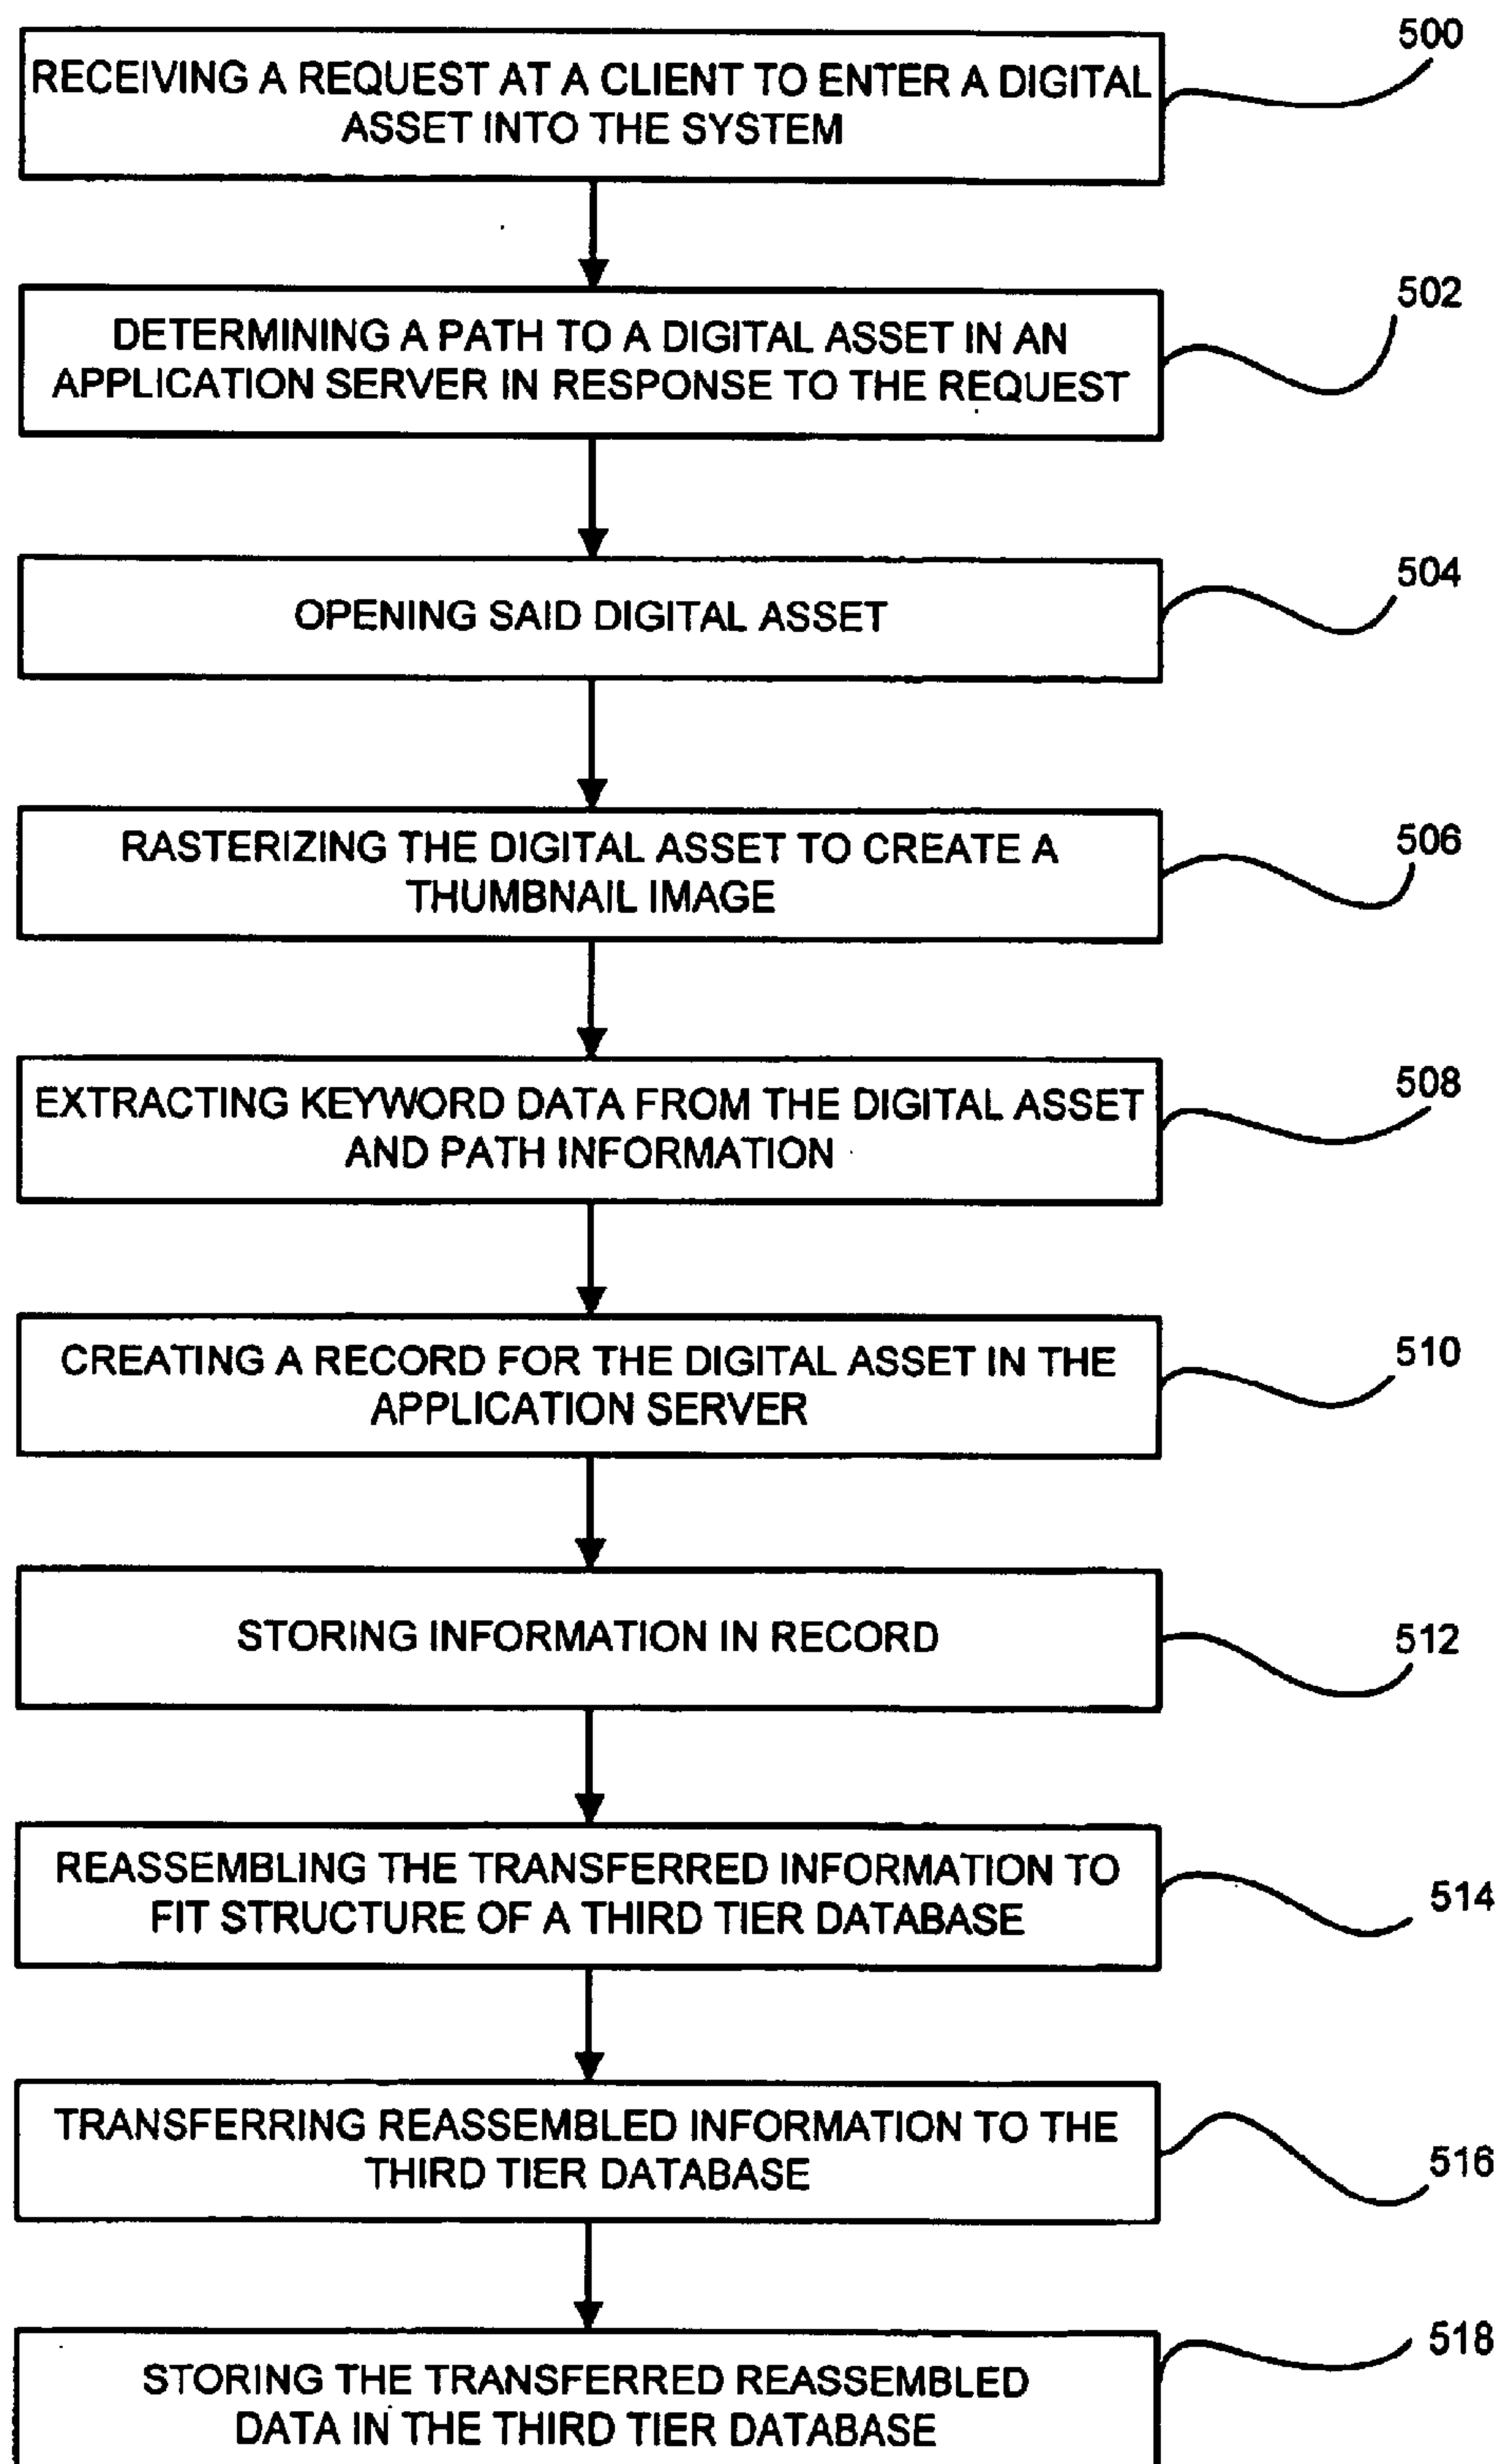 500
RECEIVING A REQUEST AT A CLIENT TO ENTER A DIGITAL
ASSET INTO THE SYSTEM
502
DETERMINING A PATH TO A DIGITAL ASSET IN AN
APPLICATION SERVER IN RESPONSE TO THE REQUEST
504
OPENING SAID DIGITAL ASSET
506
RASTERIZING THE DIGITAL ASSET TO CREATE A
THUMBNAIL IMAGE
508
EXTRACTING KEYWORD DATA FROM THE DIGITAL ASSET
AND PATH INFORMATION
510
CREATING A RECORD FOR THE DIGITAL ASSET IN THE
APPLICATION SERVER
512
STORING INFORMATION IN RECORD
514
REASSEMBLING THE TRANSFERRED INFORMATION TO
FIT STRUCTURE OF A THIRD TIER DATABASE
516
TRANSFERRING REASSEMBLED INFORMATION TO THE
THIRD TIER DATABASE
518
STORING THE TRANSFERRED REASSEMBLED
DATA IN THE THIRD TIER DATABASE